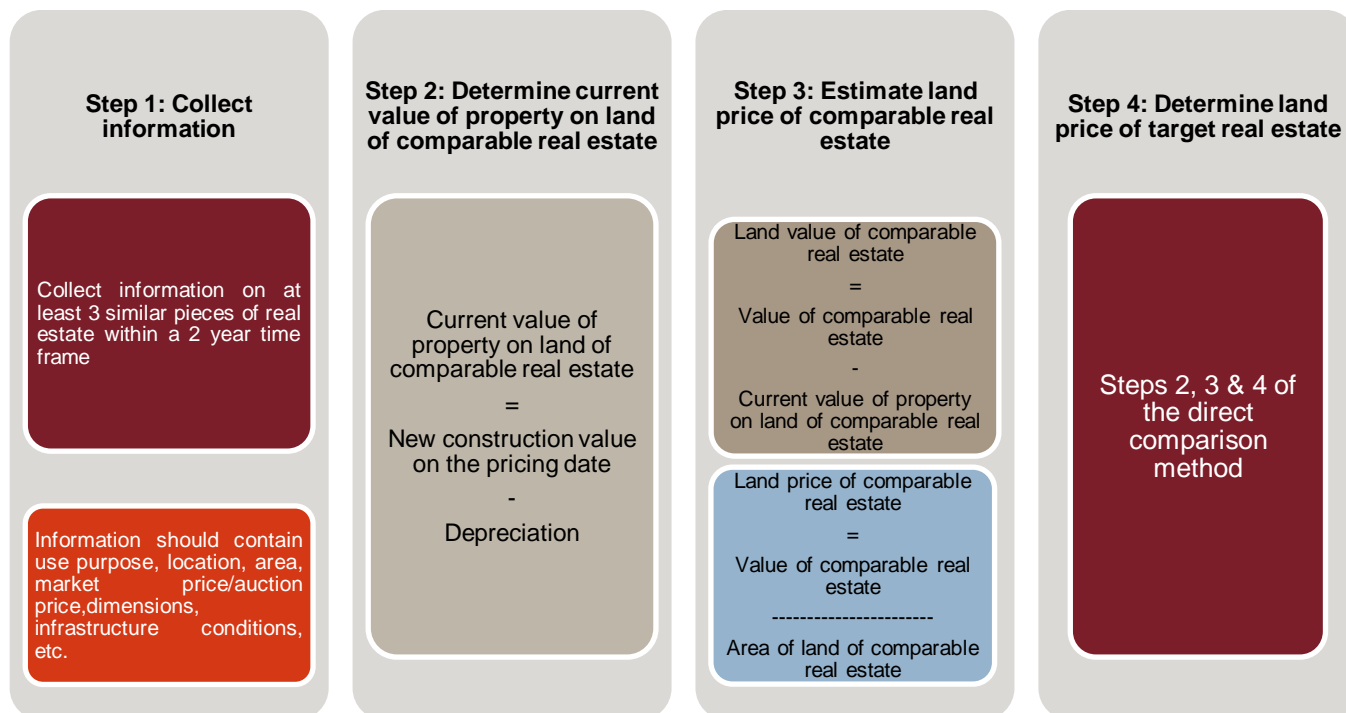 Step 1: Collect
information
Collect information on at
least 3 similar pieces of real
estate within a 2 year time
frame
Information should contain
use purpose, location, area,
market price/auction
price,dimensions,
infrastructure conditions,
etc.
Step 2: Determine current
value of property on land
of comparable real estate
Current value of
property on land of
comparable real estate
=
New construction value
on the pricing date
-
Depreciation
Step 3: Estimate land
price of comparable real
estate
Land value of comparable
real estate
=
Value of comparable real
estate
-
Current value of property
on land of comparable real
estate
Land price of comparable
real estate
=
Value of comparable real
estate
-----------------------
Area of land of comparable
real estate
Step 4: Determine land
price of target real estate
Steps 2, 3 & 4 of
the direct
comparison
method